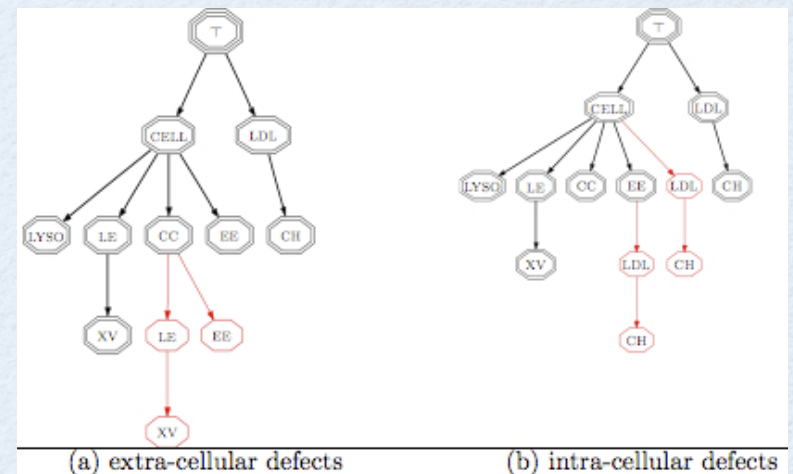 ⊤
CELL LDL
LYSO LE CC EE CH
XV LE EE
XV
(a) extra-cellular defects
⊤
CELL LDL
LYSO LE CC EE LDL CH
XV LDL CH
CH
(b) intra-cellular defects